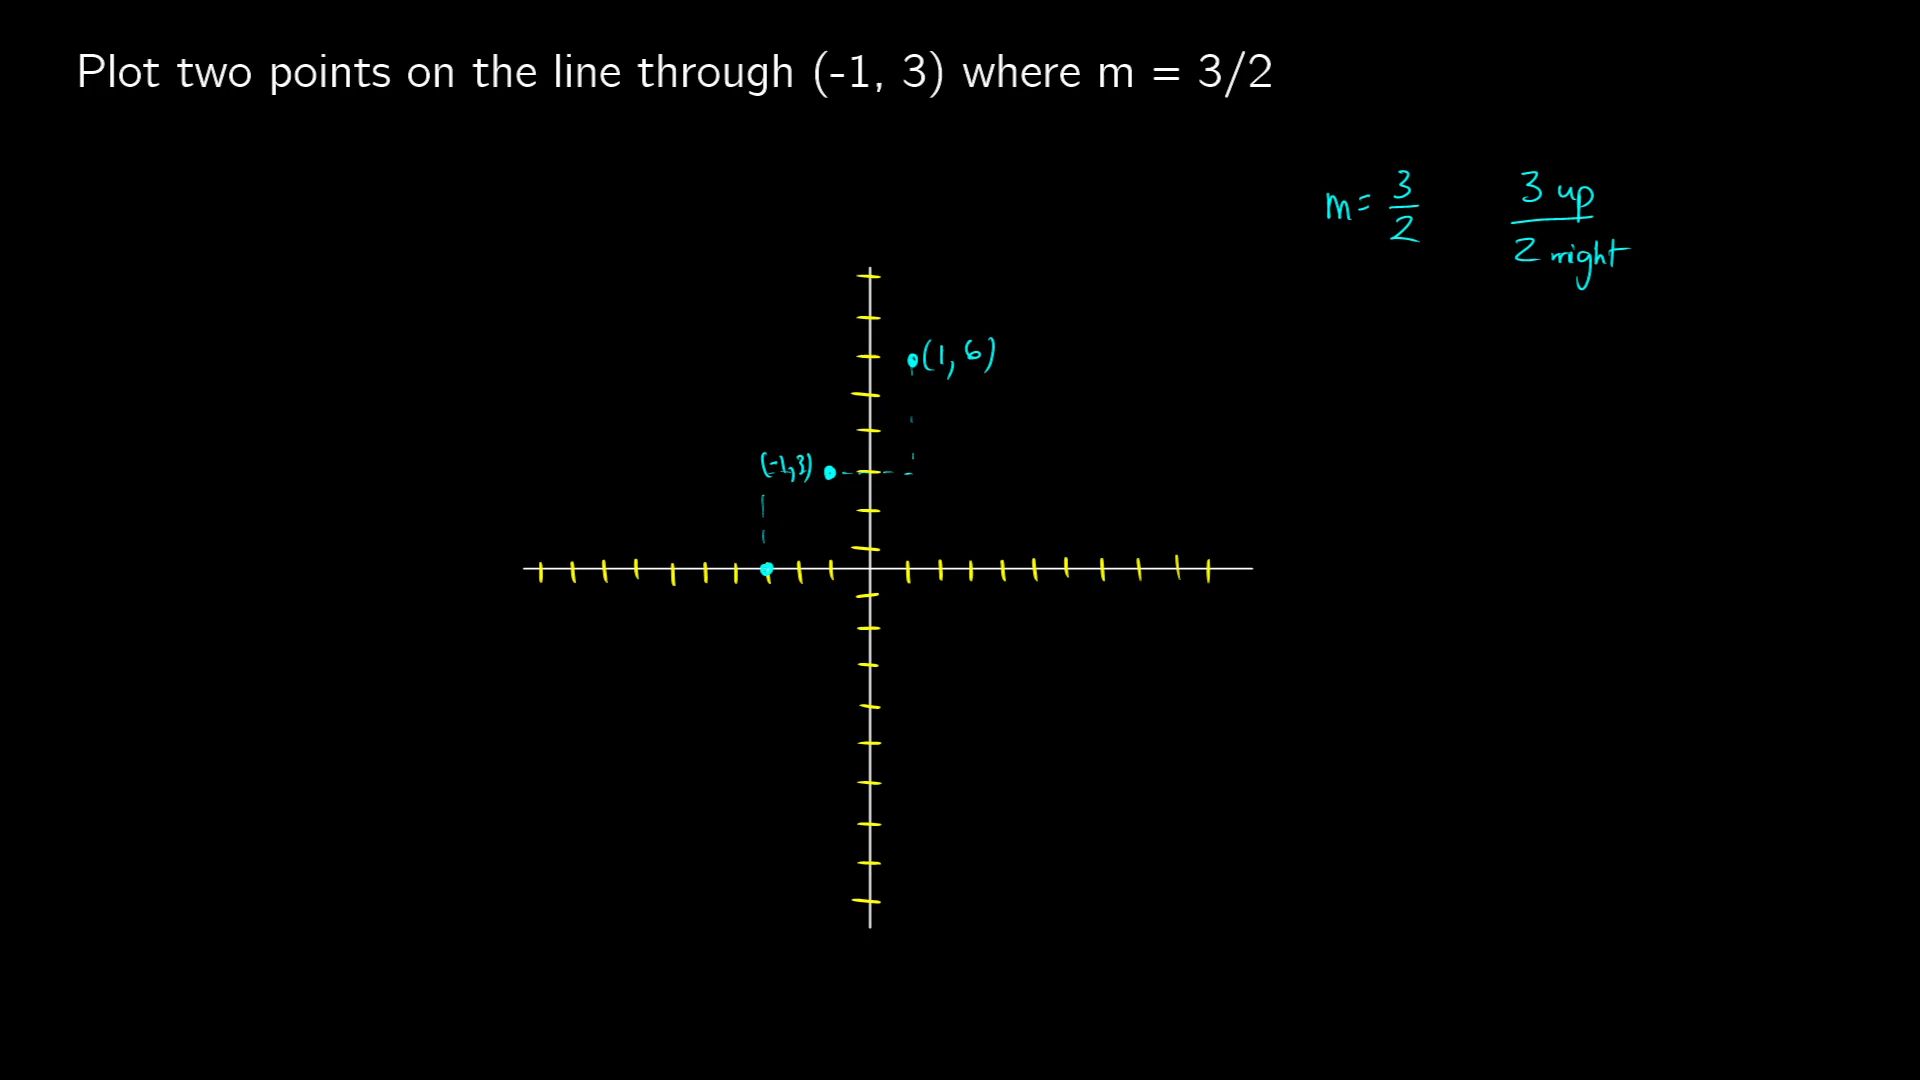 Plot two points on the line through (-1, 3) where m = 3/2
m = 3/2
3 up
2 right
(1, 6)
(-1,3)